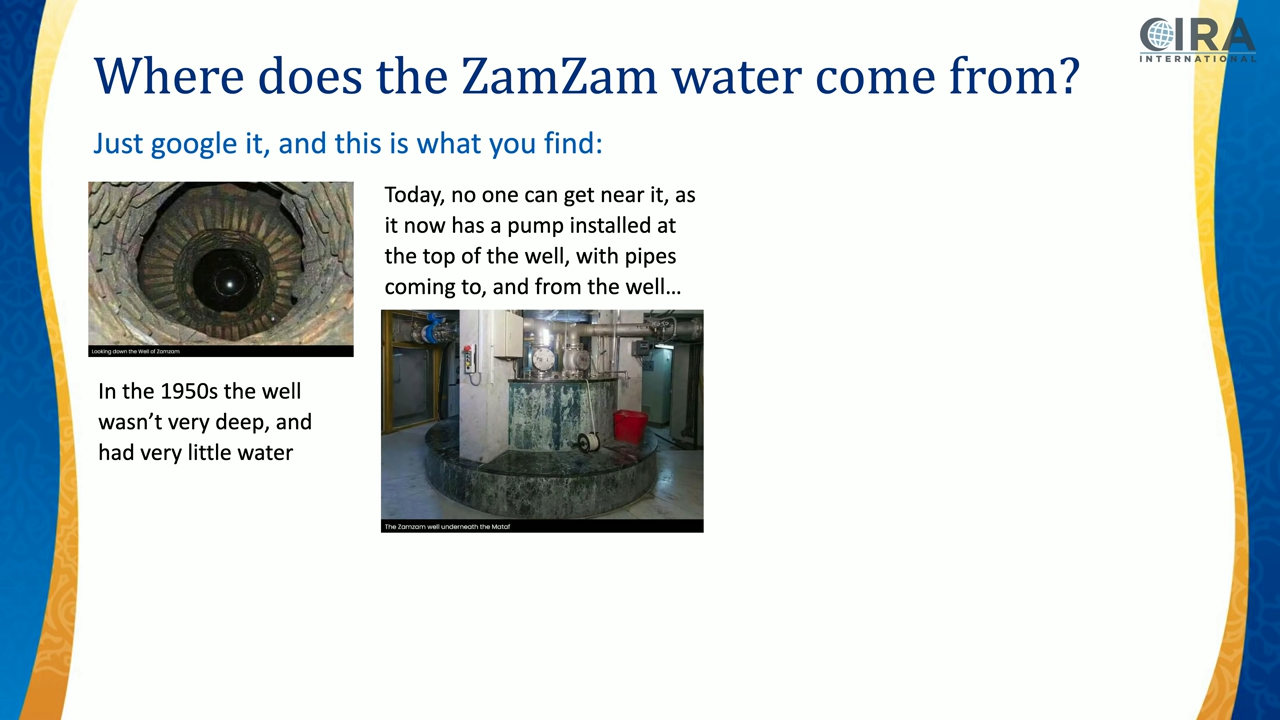 CIRA
INTERNATIONAL
Where does the ZamZam water come from?
Just google it, and this is what you find:
Looking down the Well of Zamzam
In the 1950s the well
wasn’t very deep, and
had very little water
Today, no one can get near it, as
it now has a pump installed at
the top of the well, with pipes
coming to, and from the well…
The Zamzam well underneath the Mataf